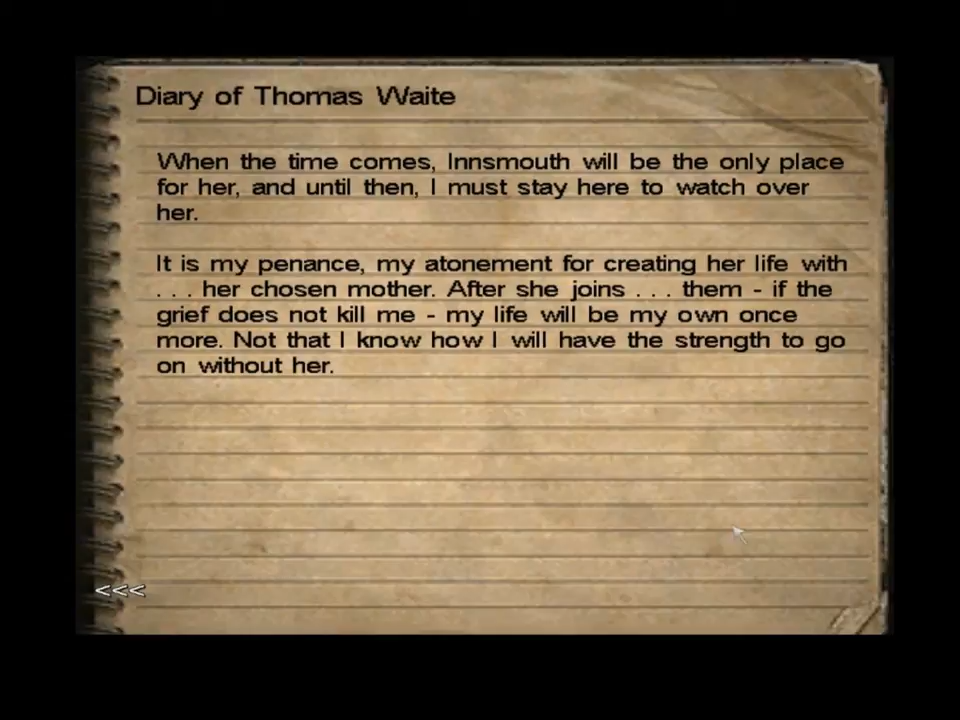 Diary of Thomas Waite
When the time comes, Innsmouth will be the only place
for her, and until then, I must stay here to watch over
her.
It is my penance, my atonement for creating her life with
. . . her chosen mother. After she joins . . . them - if the
grief does not kill me - my life will be my own once
more. Not that I know how I will have the strength to go
on without her.
<<<